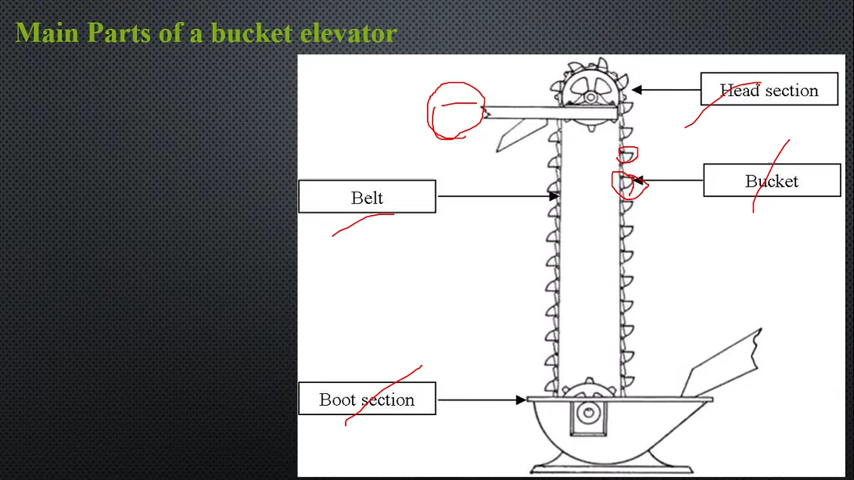 Main Parts of a bucket elevator
Head section
Bucket
Belt
Boot section